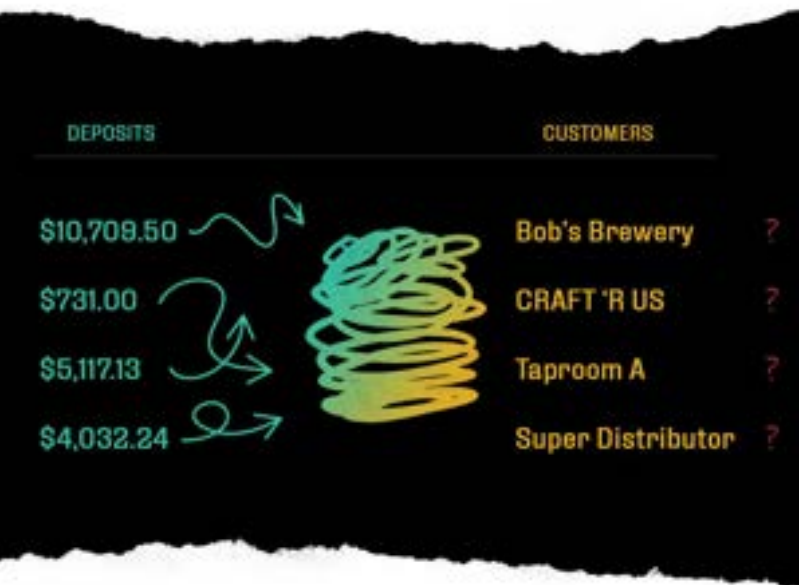 DEPOSITS CUSTOMERS
$10,709.50 Bob's Brewery ?
$731.00 CRAFT 'R US ?
$5,117.13 Taproom A ?
$4,032.24 Super Distributor ?